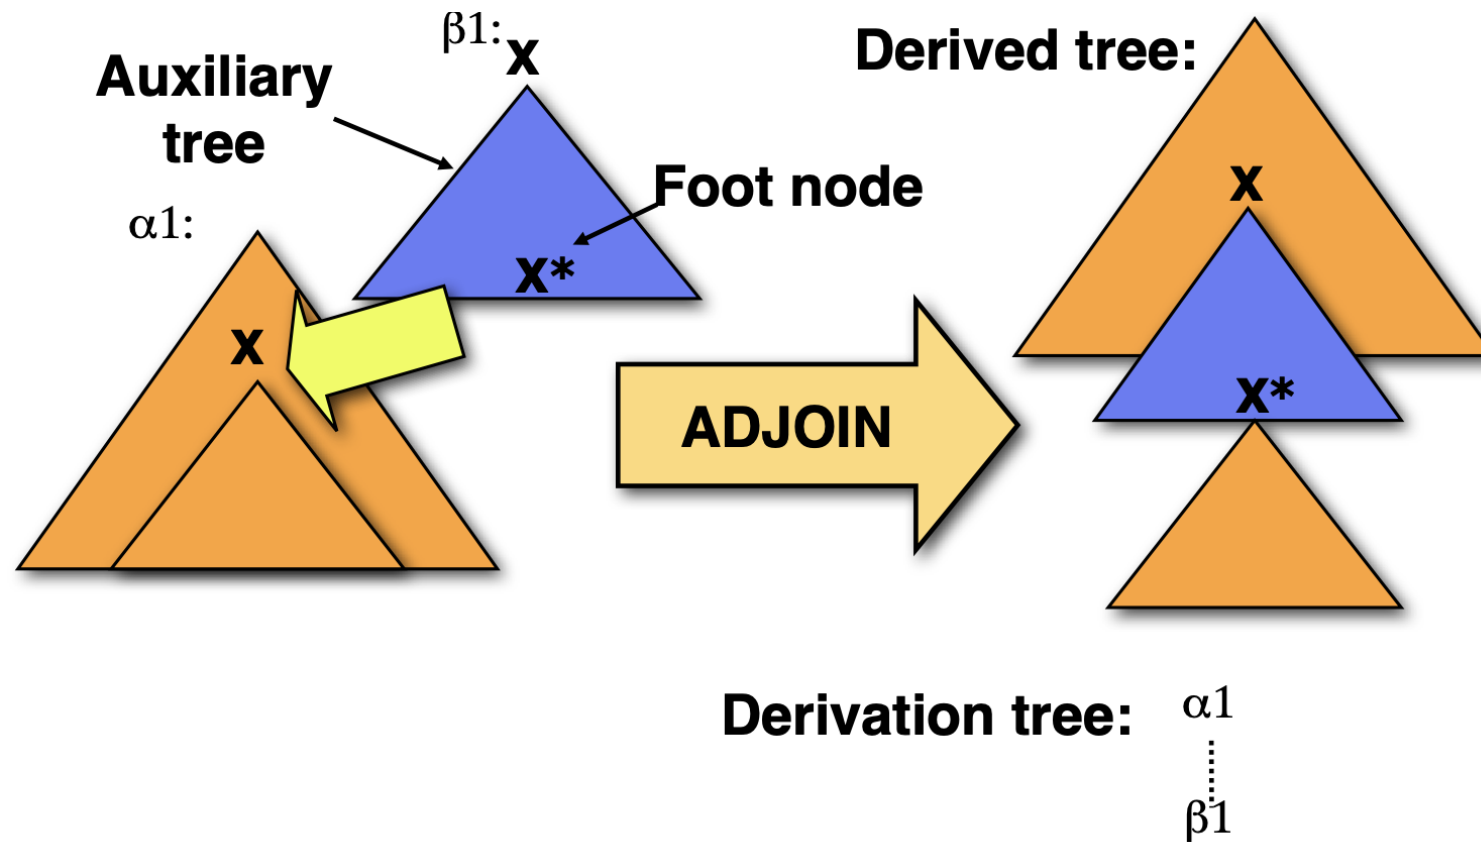 β1:
X
Auxiliary
tree
Foot node
X*
α1:
X
ADJOIN
Derived tree:
X
X*
Derivation tree:
α1
β1